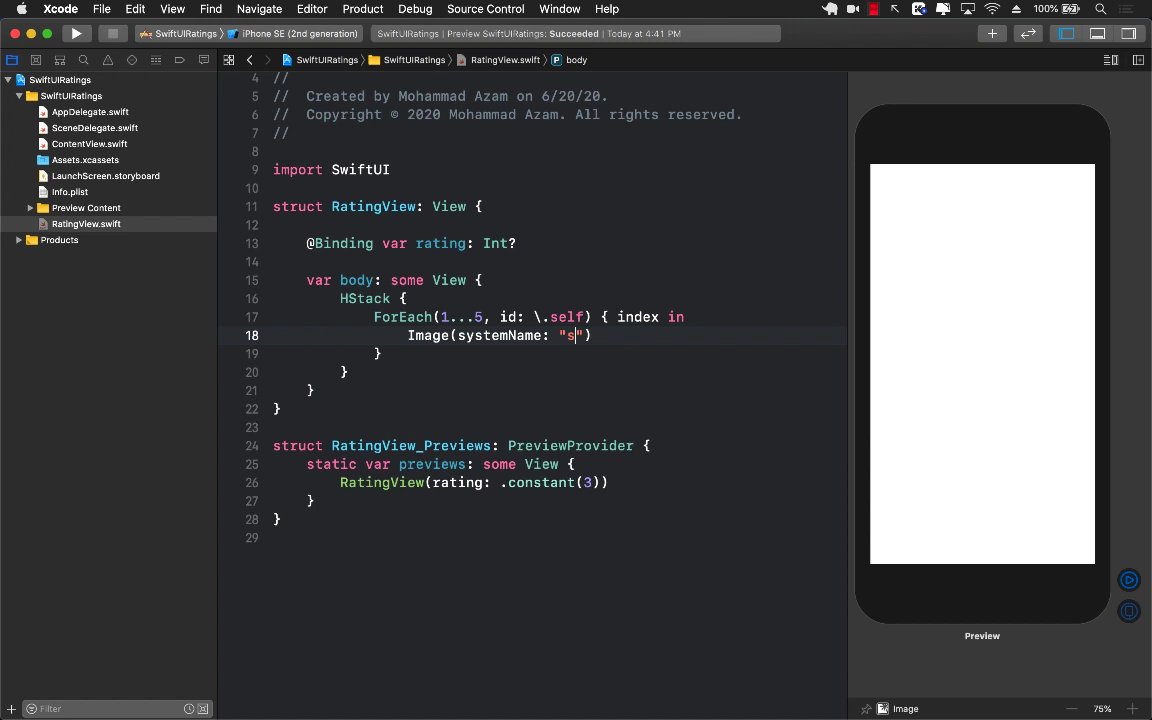 Xcode File Edit View Find Navigate Editor Product Debug Source Control Window Help 100%
SwiftUIRatings iPhone SE (2nd generation) SwiftUIRatings | Preview SwiftUIRatings: Succeeded | Today at 4:41 PM
SwiftUIRatings SwiftUIRatings RatingView.swift P body
SwiftUIRatings
SwiftUIRatings
AppDelegate.swift
SceneDelegate.swift
ContentView.swift
Assets.xcassets
LaunchScreen.storyboard
Info.plist
Preview Content
RatingView.swift
Products
4 //
5 // Created by Mohammad Azam on 6/20/20.
6 // Copyright © 2020 Mohammad Azam. All rights reserved.
7 //
8
9 import SwiftUI
10
11 struct RatingView: View {
12
13 @Binding var rating: Int?
14
15 var body: some View {
16 HStack {
17 ForEach(1...5, id: \.self) { index in
18 Image(systemName: "s")
19 }
20 }
21 }
22 }
23
24 struct RatingView_Previews: PreviewProvider {
25 static var previews: some View {
26 RatingView(rating: .constant(3))
27 }
28 }
29
Preview
Filter
Image
75%